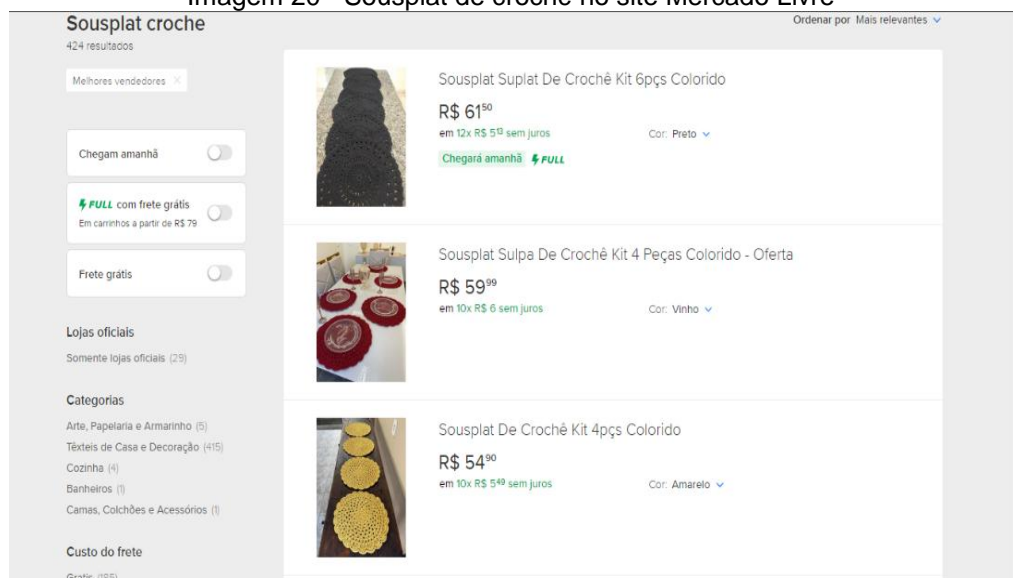 Imagem 20 - Sousplat de crochê no site Mercado Livre
Sousplat croche
424 resultados
Ordenar por Mais relevantes
Melhores vendedores ×
Chegam amanhã
FULL com frete grátis
Em carrinhos a partir de R$ 79
Frete grátis
Lojas oficiais
Somente lojas oficiais (29)
Categorias
Arte, Papelaria e Armarinho (5)
Têxteis de Casa e Decoração (415)
Cozinha (4)
Banheiros (1)
Camas, Colchões e Acessórios (1)
Custo do frete
Gratis (185)
Sousplat Suplat De Crochê Kit 6pçs Colorido
R$ 61⁵⁰
em 12x R$ 5¹³ sem juros
Cor: Preto
Chegará amanhã FULL
Sousplat Sulpa De Crochê Kit 4 Peças Colorido - Oferta
R$ 59⁹⁹
em 10x R$ 6 sem juros
Cor: Vinho
Sousplat De Crochê Kit 4pçs Colorido
R$ 54⁹⁰
em 10x R$ 5⁴⁹ sem juros
Cor: Amarelo